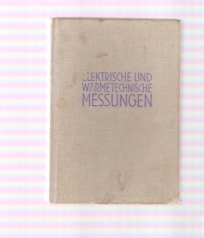 ELEKTRISCHE UND
WÄRMETECHNISCHE
MESSUNGEN